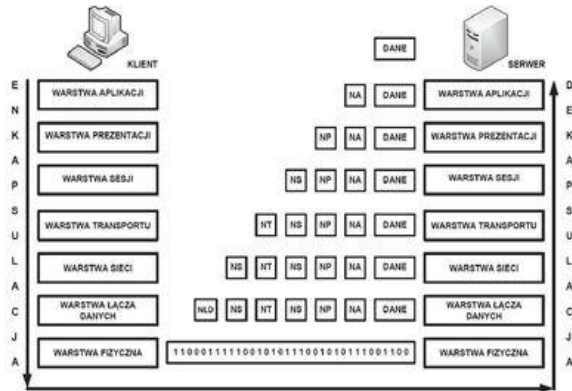 KLIENT
DANE
SERWER
ENKAPSULACJA
DEKAPSULACJA
WARSTWA APLIKACJI NA DANE WARSTWA APLIKACJI
WARSTWA PREZENTACJI NP NA DANE WARSTWA PREZENTACJI
WARSTWA SESJI NS NP NA DANE WARSTWA SESJI
WARSTWA TRANSPORTU NT NS NP NA DANE WARSTWA TRANSPORTU
WARSTWA SIECI NS NT NS NP NA DANE WARSTWA SIECI
WARSTWA ŁĄCZA
DANYCH
NŁD NS NT NS NP NA DANE
WARSTWA ŁĄCZA
DANYCH
WARSTWA FIZYCZNA WARSTWA FIZYCZNA